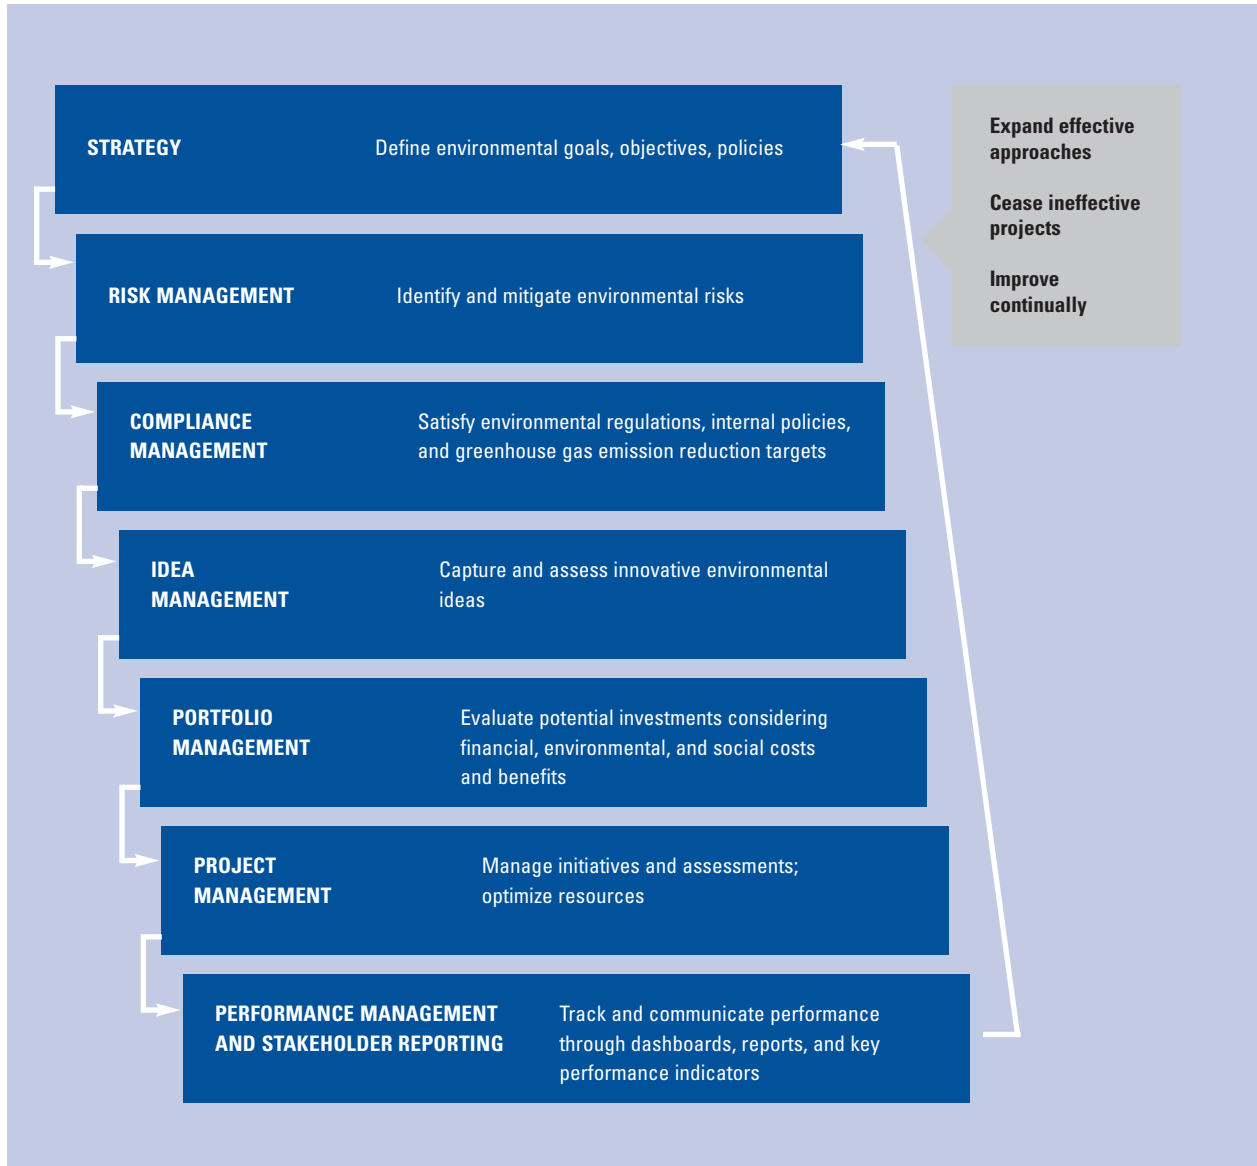 STRATEGY
Define environmental goals, objectives, policies
RISK MANAGEMENT
Identify and mitigate environmental risks
COMPLIANCE
MANAGEMENT
Satisfy environmental regulations, internal policies,
and greenhouse gas emission reduction targets
IDEA
MANAGEMENT
Capture and assess innovative environmental
ideas
PORTFOLIO
MANAGEMENT
Evaluate potential investments considering
financial, environmental, and social costs
and benefits
PROJECT
MANAGEMENT
Manage initiatives and assessments;
optimize resources
PERFORMANCE MANAGEMENT
AND STAKEHOLDER REPORTING
Track and communicate performance
through dashboards, reports, and key
performance indicators
Expand effective
approaches
Cease ineffective
projects
Improve
continually